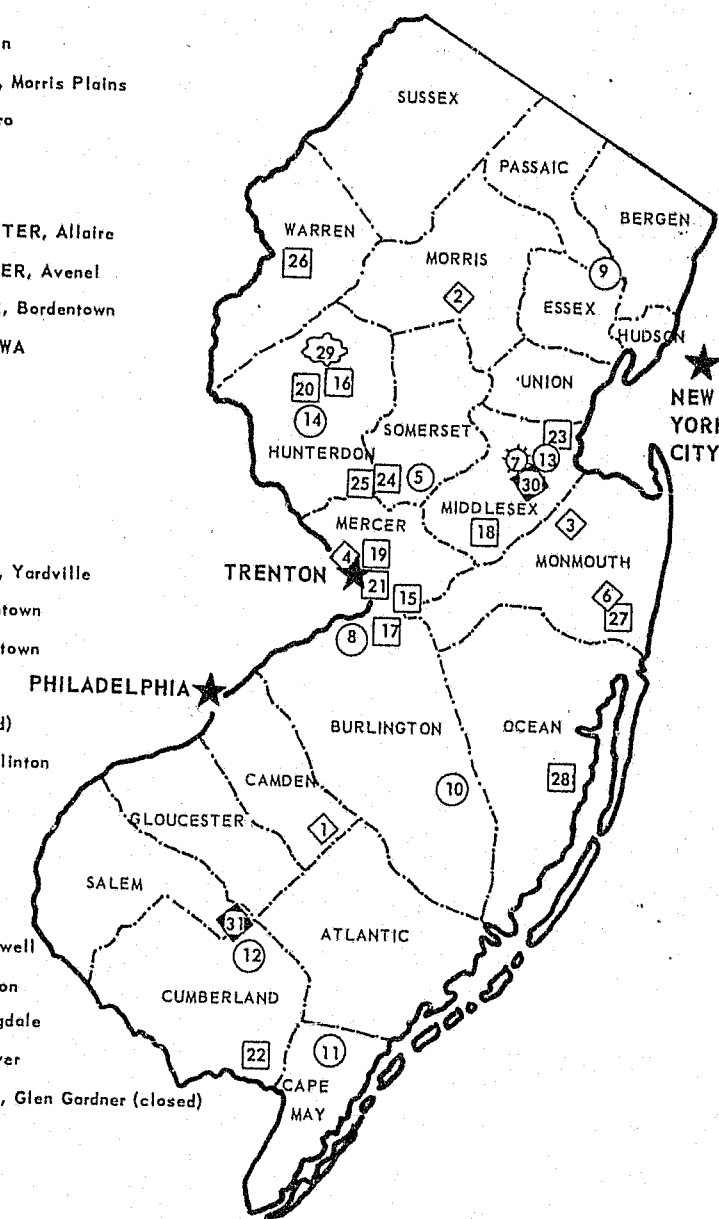 n
, Morris Plains
ro
TER, Allaire
ER, Avenel
, Bordentown
WA
, Yardville
town
town
d)
linton
well
on
gdale
ver
, Glen Gardner (closed)
SUSSEX
PASSAIC
BERGEN
WARREN
26
MORRIS
9
2
ESSEX
HUDSON
29
20
16
UNION
NEW
YORK
CITY
14
SOMERSET
23
HUNTERDON
7
13
25
24
5
30
MIDDLESEX
MERCER
18
3
4
19
MONMOUTH
TRENTON
21
15
6
27
8
17
PHILADELPHIA
BURLINGTON
OCEAN
CAMDEN
10
28
GLOUCESTER
1
SALEM
31
ATLANTIC
12
CUMBERLAND
22
11
CAPE
MAY